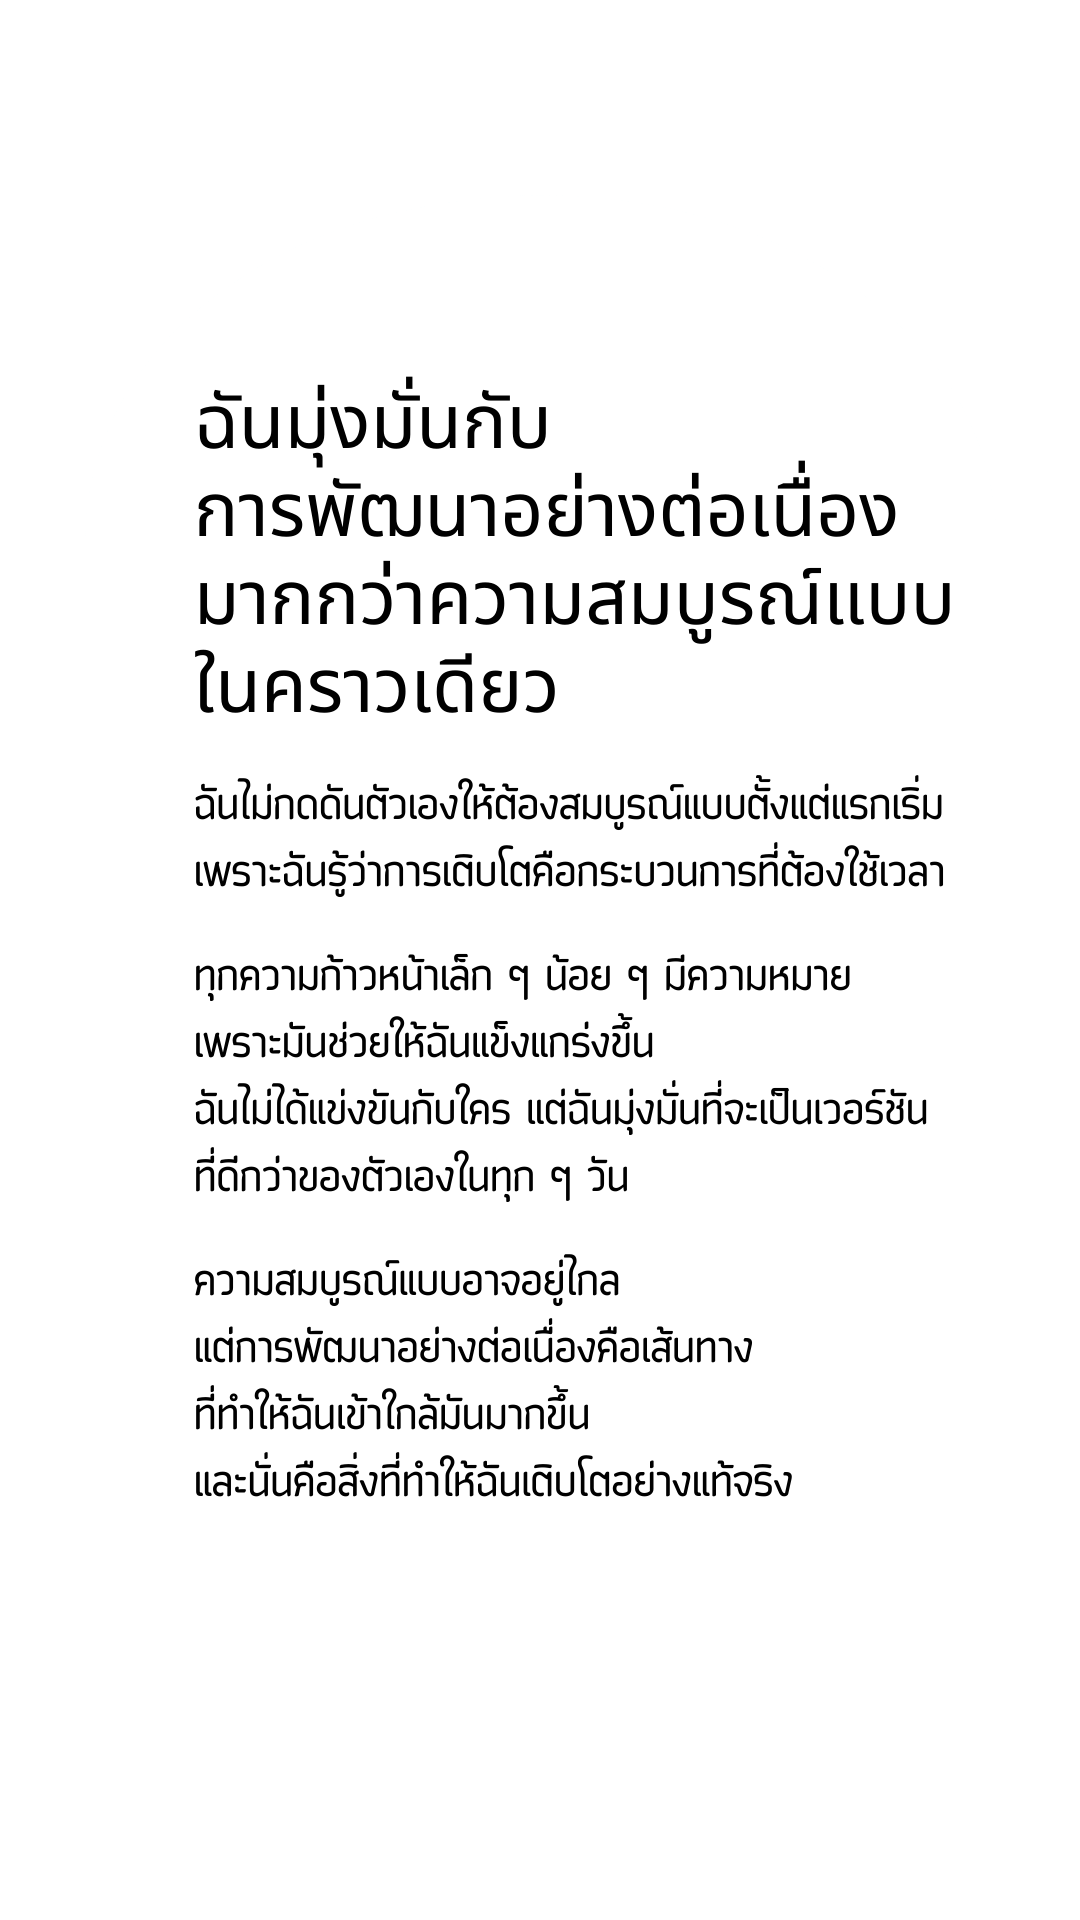 ฉันมุ่งมั่นกับ
การพัฒนาอย่างต่อเนื่อง
มากกว่าความสมบูรณ์แบบ
ในคราวเดียว
ฉันไม่กดดันตัวเองให้ต้องสมบูรณ์แบบตั้งแต่แรกเริ่ม
เพราะฉันรู้ว่าการเติบโตคือกระบวนการที่ต้องใช้เวลา
ทุกความก้าวหน้าเล็ก ๆ น้อย ๆ มีความหมาย
เพราะมันช่วยให้ฉันแข็งแกร่งขึ้น
ฉันไม่ได้แข่งขันกับใคร แต่ฉันมุ่งมั่นที่จะเป็นเวอร์ชัน
ที่ดีกว่าของตัวเองในทุก ๆ วัน
ความสมบูรณ์แบบอาจอยู่ไกล
แต่การพัฒนาอย่างต่อเนื่องคือเส้นทาง
ที่ทำให้ฉันเข้าใกล้มันมากขึ้น
และนั่นคือสิ่งที่ทำให้ฉันเติบโตอย่างแท้จริง